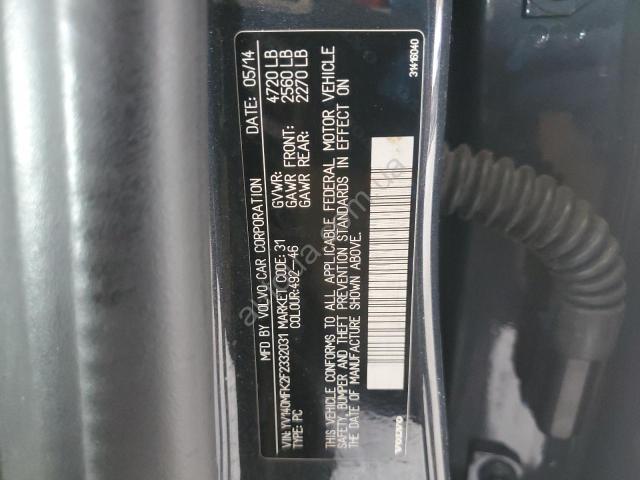 MFD BY VOLVO CAR CORPORATION DATE: 05/14
GVWR: 4720 LB
GAWR FRONT: 2560 LB
GAWR REAR: 2270 LB
VIN: YV140MFK2F2332031 MARKET CODE: 31
TYPE: PC COLOUR:492-46
THIS VEHICLE CONFORMS TO ALL APPLICABLE FEDERAL MOTOR VEHICLE
SAFETY, BUMPER AND THEFT PREVENTION STANDARDS IN EFFECT ON
THE DATE OF MANUFACTURE SHOWN ABOVE.
VOLVO
31416040